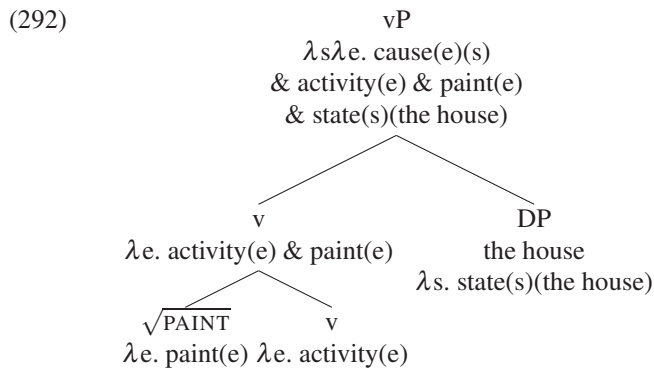 (292) vP
λsλe. cause(e)(s)
& activity(e) & paint(e)
& state(s)(the house)
v DP
λe. activity(e) & paint(e) the house
λs. state(s)(the house)
√PAINT v
λe. paint(e) λe. activity(e)